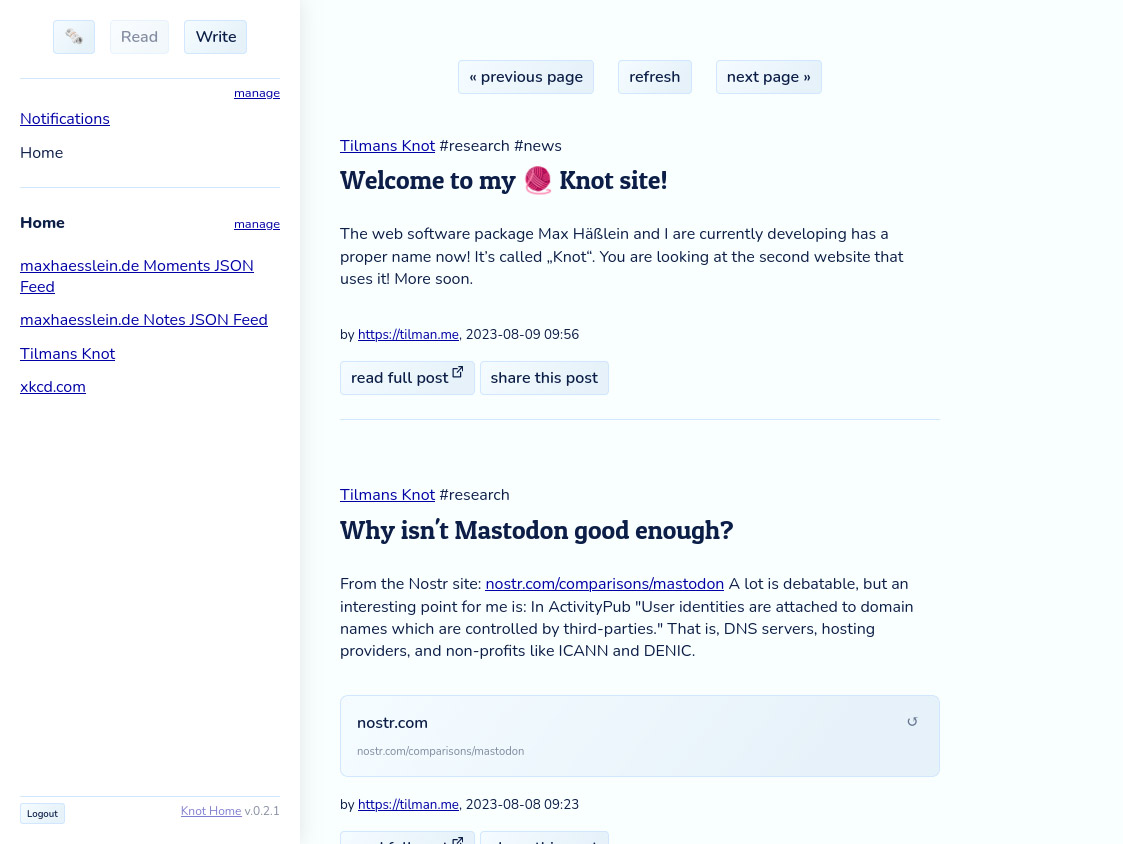 Read Write
manage
Notifications
Home
Home manage
maxhaesslein.de Moments JSON
Feed
maxhaesslein.de Notes JSON Feed
Tilmans Knot
xkcd.com
Logout Knot Home v.0.2.1
« previous page refresh next page »
Tilmans Knot #research #news
Welcome to my 🧶 Knot site!
The web software package Max Häßlein and I are currently developing has a
proper name now! It’s called „Knot“. You are looking at the second website that
uses it! More soon.
by https://tilman.me, 2023-08-09 09:56
read full post share this post
Tilmans Knot #research
Why isn't Mastodon good enough?
From the Nostr site: nostr.com/comparisons/mastodon A lot is debatable, but an
interesting point for me is: In ActivityPub "User identities are attached to domain
names which are controlled by third-parties." That is, DNS servers, hosting
providers, and non-profits like ICANN and DENIC.
nostr.com ↺
nostr.com/comparisons/mastodon
by https://tilman.me, 2023-08-08 09:23